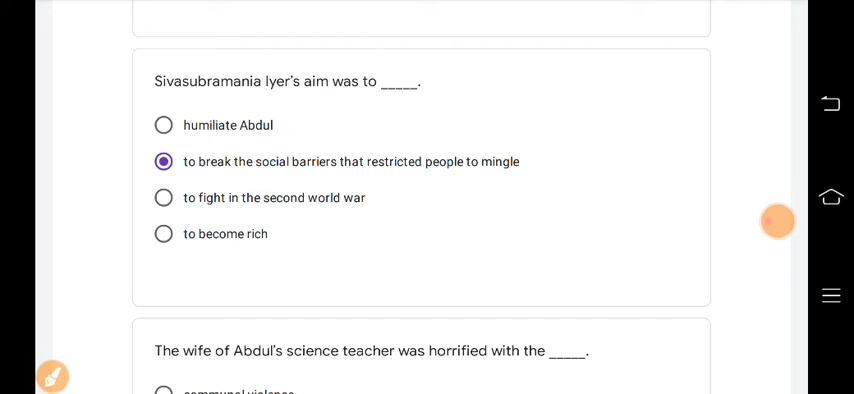 Sivasubramania Iyer's aim was to _____.
humiliate Abdul
to break the social barriers that restricted people to mingle
to fight in the second world war
to become rich
The wife of Abdul's science teacher was horrified with the _____.
communal violence